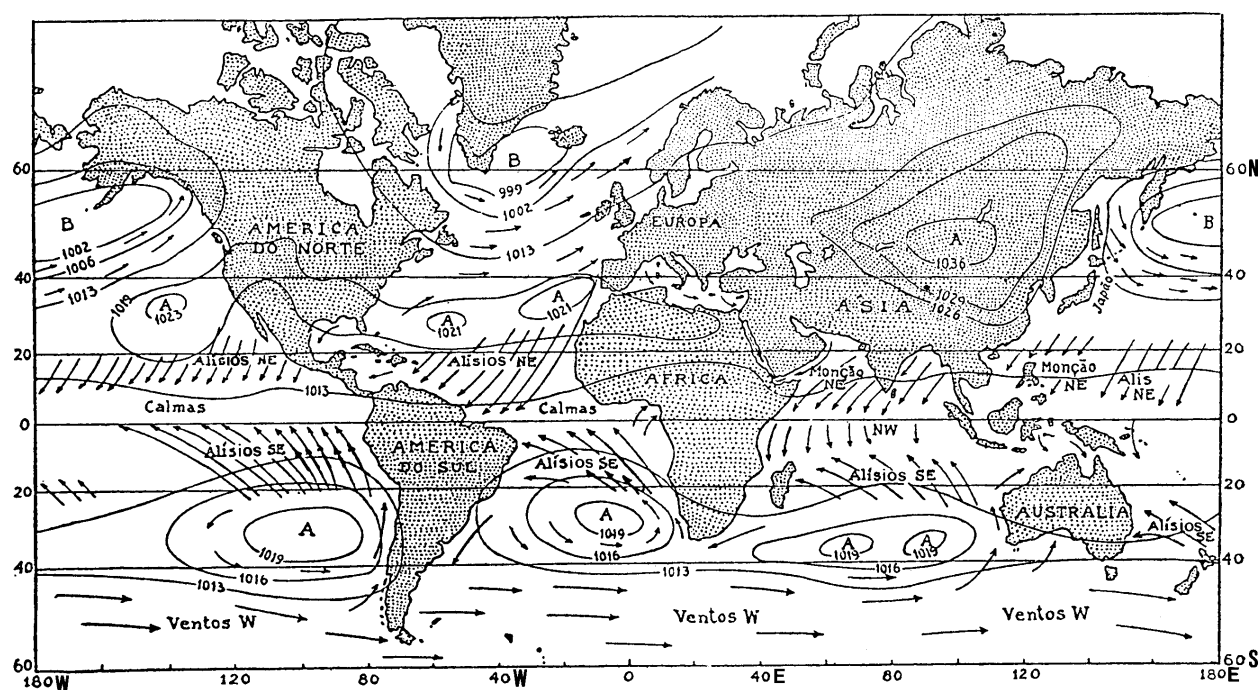 60
B
999
1002
1013
60N
B
AMERICA
DO NORTE
EUROPA
B
1002
1006
1013
A
1036
40
1019
A
1023
A
1021
1021
A
1029
1026
ASIA
Japão
40
20
Alísios NE
Alísios NE
1013
AFRICA
Monção
NE
Monção
NE
Alis
NE
20
Calmas
Calmas
0
NW
0
AMERICA
DO SUL
Alísios SE
Alísios SE
Alísios SE
20
20
A
1019
1016
1013
A
1019
1016
1013
A
1019
A
1019
1016
AUSTRALIA
Alísios
SE
40
40
Ventos W
Ventos W
Ventos W
60
60S
180W
120
40W
0
40E
80
120
180E